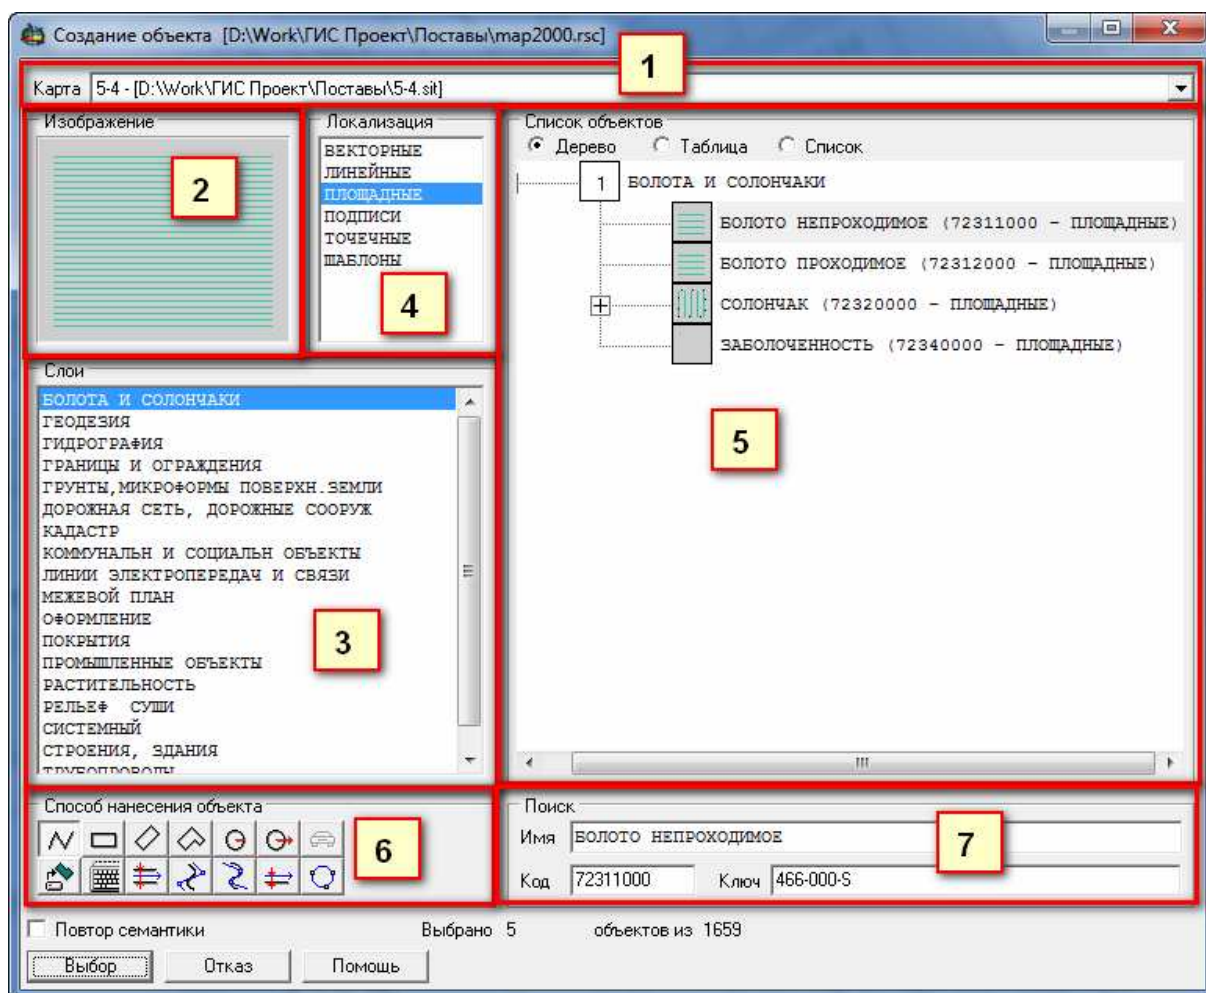 Создание объекта [D:\Work\ГИС Проект\Поставы\map2000.rsc]
1
Карта 5-4 - [D:\Work\ГИС Проект\Поставы\5-4.sit]
Изображение
2
Локализация
ВЕКТОРНЫЕ
ЛИНЕЙНЫЕ
ПЛОЩАДНЫЕ
ПОДПИСИ
ТОЧЕЧНЫЕ
ШАБЛОНЫ
4
Список объектов
Дерево Таблица Список
1 БОЛОТА И СОЛОНЧАКИ
БОЛОТО НЕПРОХОДИМОЕ (72311000 - ПЛОЩАДНЫЕ)
БОЛОТО ПРОХОДИМОЕ (72312000 - ПЛОЩАДНЫЕ)
СОЛОНЧАК (72320000 - ПЛОЩАДНЫЕ)
ЗАБОЛОЧЕННОСТЬ (72340000 - ПЛОЩАДНЫЕ)
5
Слои
БОЛОТА И СОЛОНЧАКИ
ГЕОДЕЗИЯ
ГИДРОГРАФИЯ
ГРАНИЦЫ И ОГРАЖДЕНИЯ
ГРУНТЫ,МИКРОФОРМЫ ПОВЕРХН.ЗЕМЛИ
ДОРОЖНАЯ СЕТЬ, ДОРОЖНЫЕ СООРУЖ
КАДАСТР
КОММУНАЛЬН И СОЦИАЛЬН ОБЪЕКТЫ
ЛИНИИ ЭЛЕКТРОПЕРЕДАЧ И СВЯЗИ
МЕЖЕВОЙ ПЛАН
ОФОРМЛЕНИЕ
ПОКРЫТИЯ
ПРОМЫШЛЕННЫЕ ОБЪЕКТЫ
РАСТИТЕЛЬНОСТЬ
РЕЛЬЕФ СУШИ
СИСТЕМНЫЙ
СТРОЕНИЯ, ЗДАНИЯ
ТРУБОПРОВОДЫ
3
Способ нанесения объекта
6
Поиск
Имя БОЛОТО НЕПРОХОДИМОЕ
Код 72311000 Ключ 466-000-S
7
Повтор семантики
Выбрано 5 объектов из 1659
Выбор Отказ Помощь